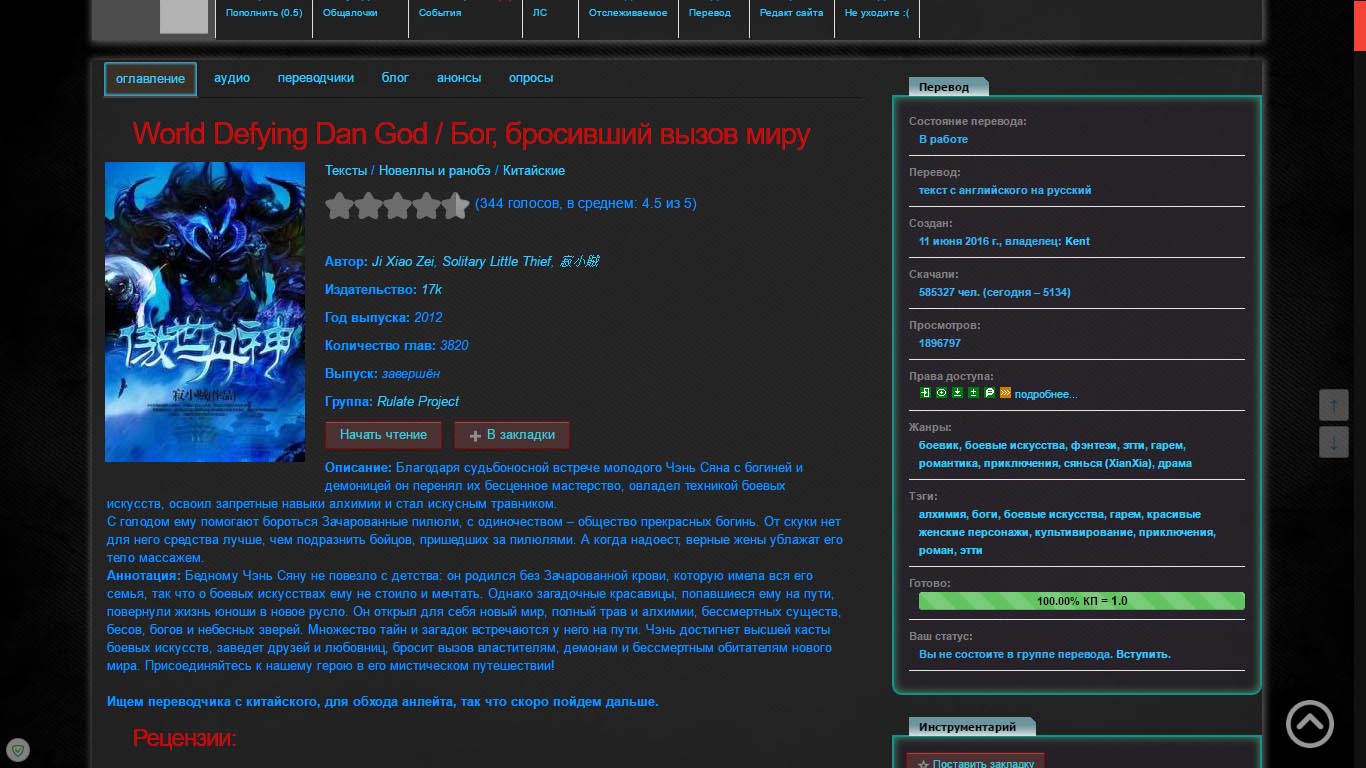 Пополнить (0.5) Общалочки События ЛС Отслеживаемое Перевод Редакт сайта Не уходите :(
оглавление аудио переводчики блог анонсы опросы
World Defying Dan God / Бог, бросивший вызов миру
Тексты / Новеллы и ранобэ / Китайские
(344 голосов, в среднем: 4.5 из 5)
傲世丹神
寂小贼作品
Автор: Ji Xiao Zei, Solitary Little Thief, 寂小贼
Издательство: 17k
Год выпуска: 2012
Количество глав: 3820
Выпуск: завершён
Группа: Rulate Project
Начать чтение В закладки
Описание: Благодаря судьбоносной встрече молодого Чэнь Сяна с богиней и
демоницей он перенял их бесценное мастерство, овладел техникой боевых
искусств, освоил запретные навыки алхимии и стал искусным травником.
С голодом ему помогают бороться Зачарованные пилюли, с одиночеством – общество прекрасных богинь. От скуки нет
для него средства лучше, чем подразнить бойцов, пришедших за пилюлями. А когда надоест, верные жены ублажат его
тело массажем.
Аннотация: Бедному Чэнь Сяну не повезло с детства: он родился без Зачарованной крови, которую имела вся его
семья, так что о боевых искусствах ему не стоило и мечтать. Однако загадочные красавицы, попавшиеся ему на пути,
повернули жизнь юноши в новое русло. Он открыл для себя новый мир, полный трав и алхимии, бессмертных существ,
бесов, богов и небесных зверей. Множество тайн и загадок встречаются у него на пути. Чэнь достигнет высшей касты
боевых искусств, заведет друзей и любовниц, бросит вызов властителям, демонам и бессмертным обитателям нового
мира. Присоединяйтесь к нашему герою в его мистическом путешествии!
Ищем переводчика с китайского, для обхода анлейта, так что скоро пойдем дальше.
Рецензии:
Перевод
Состояние перевода:
В работе
Перевод:
текст с английского на русский
Создан:
11 июня 2016 г., владелец: Kent
Скачали:
585327 чел. (сегодня – 5134)
Просмотров:
1896797
Права доступа:
подробнее...
Жанры:
боевик, боевые искусства, фэнтези, этти, гарем,
романтика, приключения, сянься (XianXia), драма
Тэги:
алхимия, боги, боевые искусства, гарем, красивые
женские персонажи, культивирование, приключения,
роман, этти
Готово:
100.00% КП = 1.0
Ваш статус:
Вы не состоите в группе перевода. Вступить.
Инструментарий
Поставить закладку